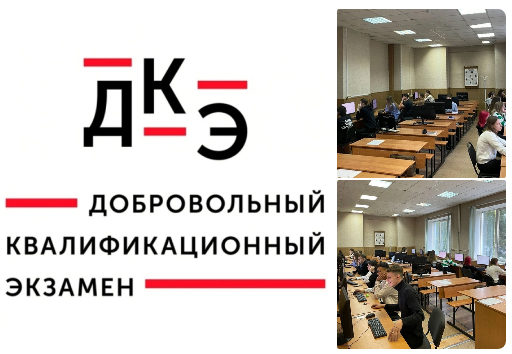 ДКЭ
ДОБРОВОЛЬНЫЙ
КВАЛИФИКАЦИОННЫЙ
ЭКЗАМЕН